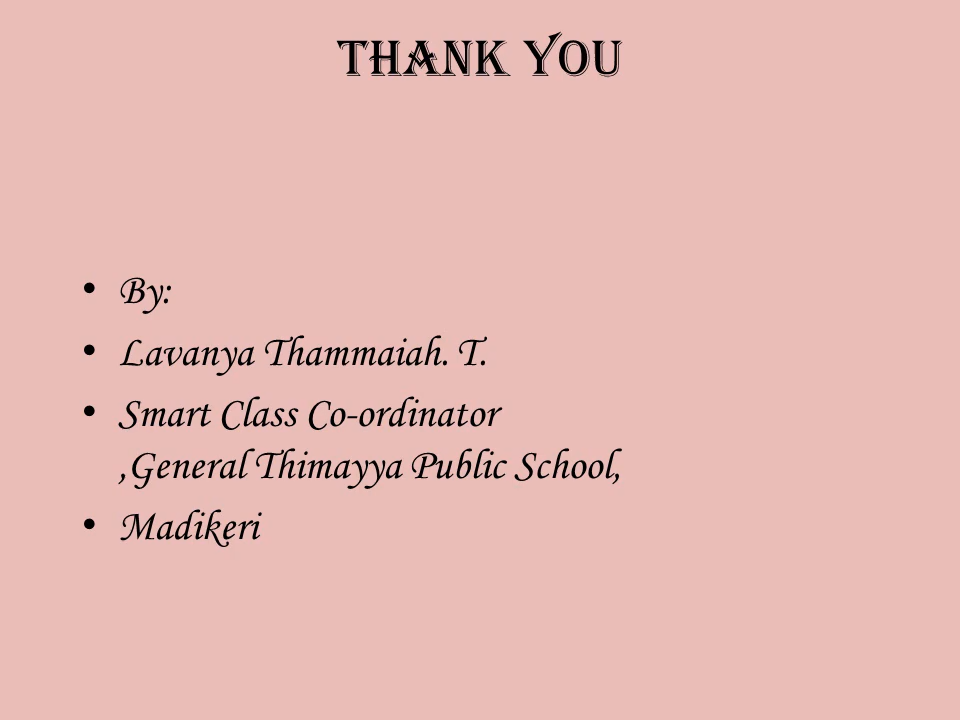 THANK YOU
• By:
• Lavanya Thammaiah. T.
• Smart Class Co-ordinator
,General Thimayya Public School,
• Madikeri